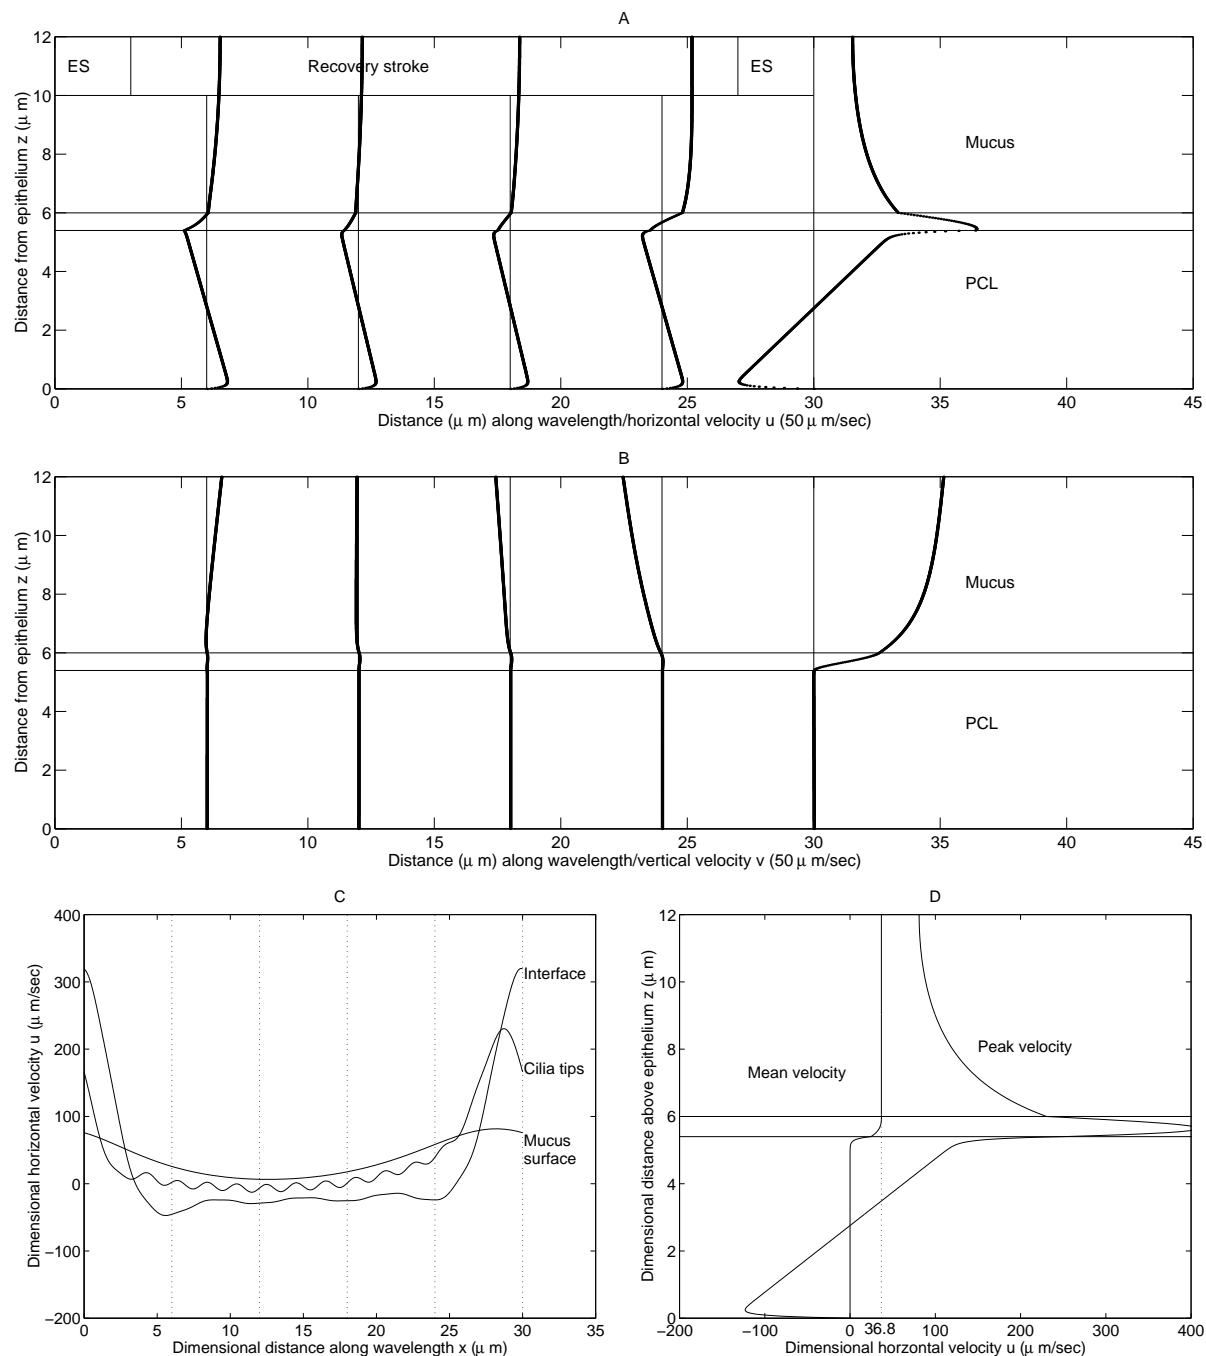 A
12
10
8
6
4
2
0
Distance from epithelium z (μ m)
ES
Recovery stroke
ES
Mucus
PCL
0 5 10 15 20 25 30 35 40 45
Distance (μ m) along wavelength/horizontal velocity u (50 μ m/sec)
B
12
10
8
6
4
2
0
Distance from epithelium z (μ m)
Mucus
PCL
0 5 10 15 20 25 30 35 40 45
Distance (μ m) along wavelength/vertical velocity v (50 μ m/sec)
C
400
300
200
100
0
−100
−200
Dimensional horizontal velocity u (μ m/sec)
Interface
Cilia tips
Mucus
surface
0 5 10 15 20 25 30 35
Dimensional distance along wavelength x (μ m)
D
12
10
8
6
4
2
0
Dimensional distance above epithelium z (μ m)
Peak velocity
Mean velocity
−200 −100 0 36.8 100 200 300 400
Dimensional horzontal velocity u (μ m/sec)